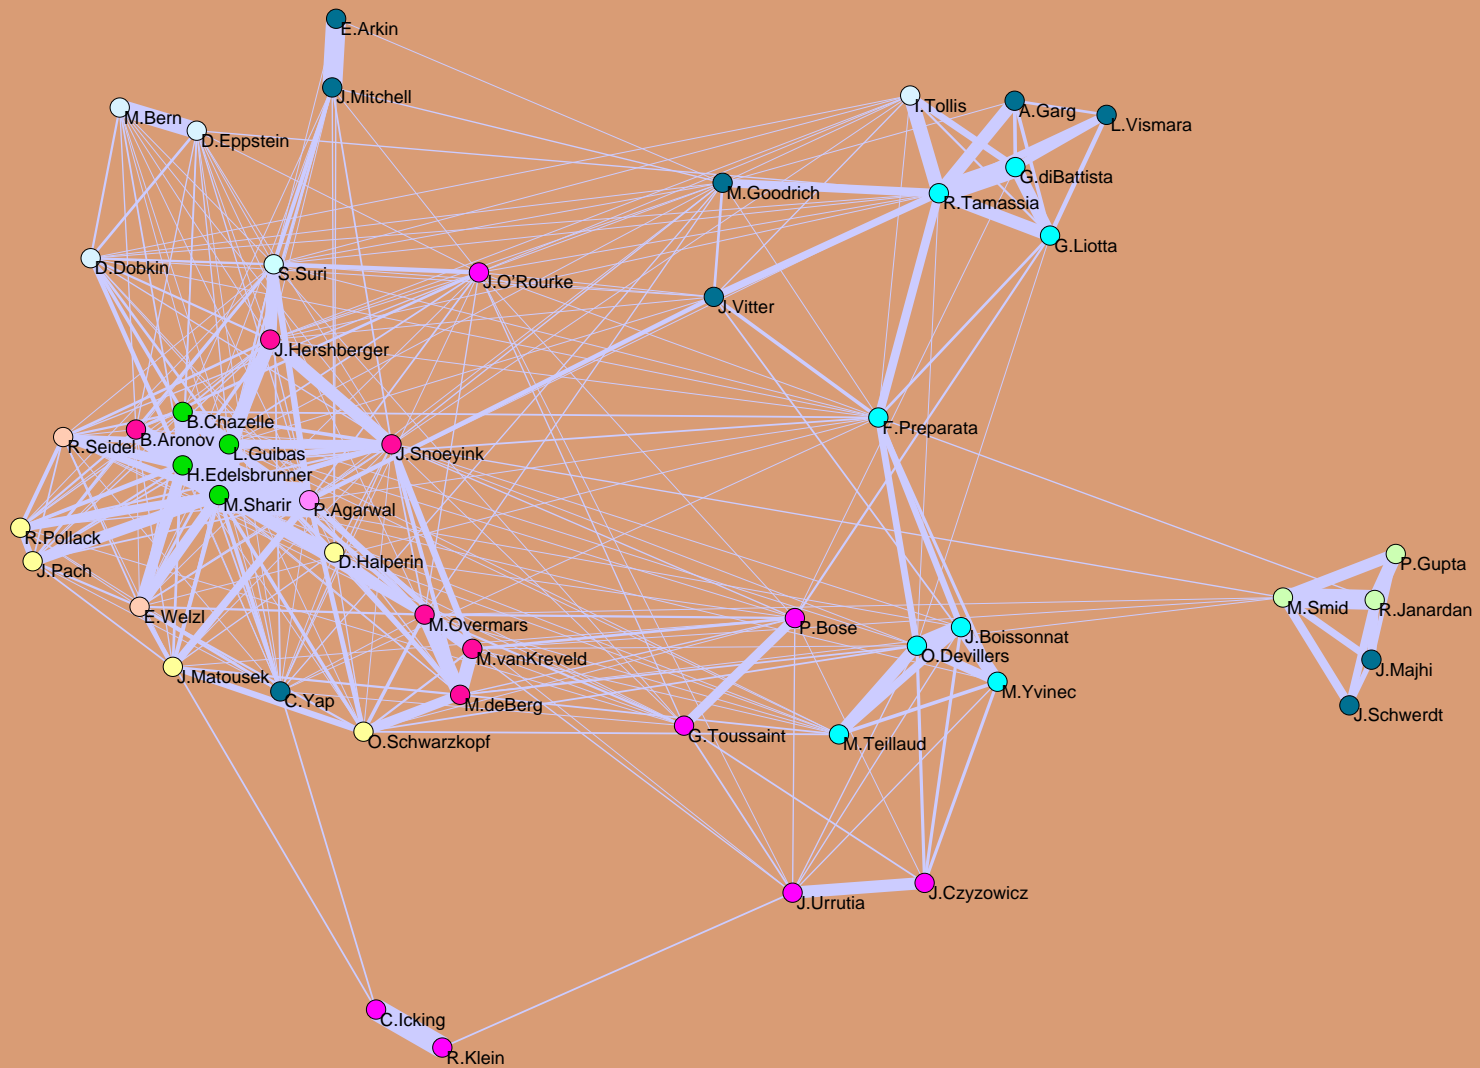 E.Arkin
J.Mitchell
I.Tollis
A.Garg
L.Vismara
M.Bern
D.Eppstein
G.diBattista
M.Goodrich
R.Tamassia
G.Liotta
D.Dobkin
S.Suri
J.O'Rourke
J.Vitter
J.Hershberger
B.Chazelle
F.Preparata
B.Aronov
R.Seidel
L.Guibas
J.Snoeyink
H.Edelsbrunner
M.Sharir
P.Agarwal
R.Pollack
D.Halperin
P.Gupta
J.Pach
M.Smid
R.Janardan
E.Welzl
M.Overmars
P.Bose
J.Boissonnat
O.Devillers
M.vanKreveld
J.Majhi
J.Matousek
M.Yvinec
C.Yap
M.deBerg
J.Schwerdt
G.Toussaint
O.Schwarzkopf
M.Teillaud
J.Czyzowicz
J.Urrutia
C.Icking
R.Klein